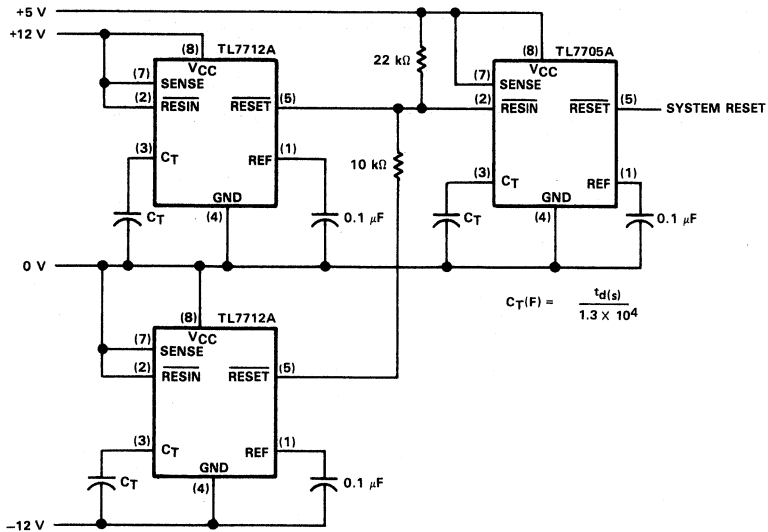 +5 V
+12 V
(8) TL7712A
VCC
(7) SENSE
(2) RESIN
RESET (5)
(3) CT
REF (1)
GND
(4)
CT
0.1 μF
22 kΩ
10 kΩ
(8) TL7705A
VCC
(7) SENSE
(2) RESIN
RESET (5)
SYSTEM RESET
(3) CT
REF (1)
GND
(4)
CT
0.1 μF
0 V
CT(F) = td(s) / 1.3 × 10⁴
(8) TL7712A
VCC
(7) SENSE
(2) RESIN
RESET (5)
(3) CT
REF (1)
GND
(4)
CT
0.1 μF
−12 V